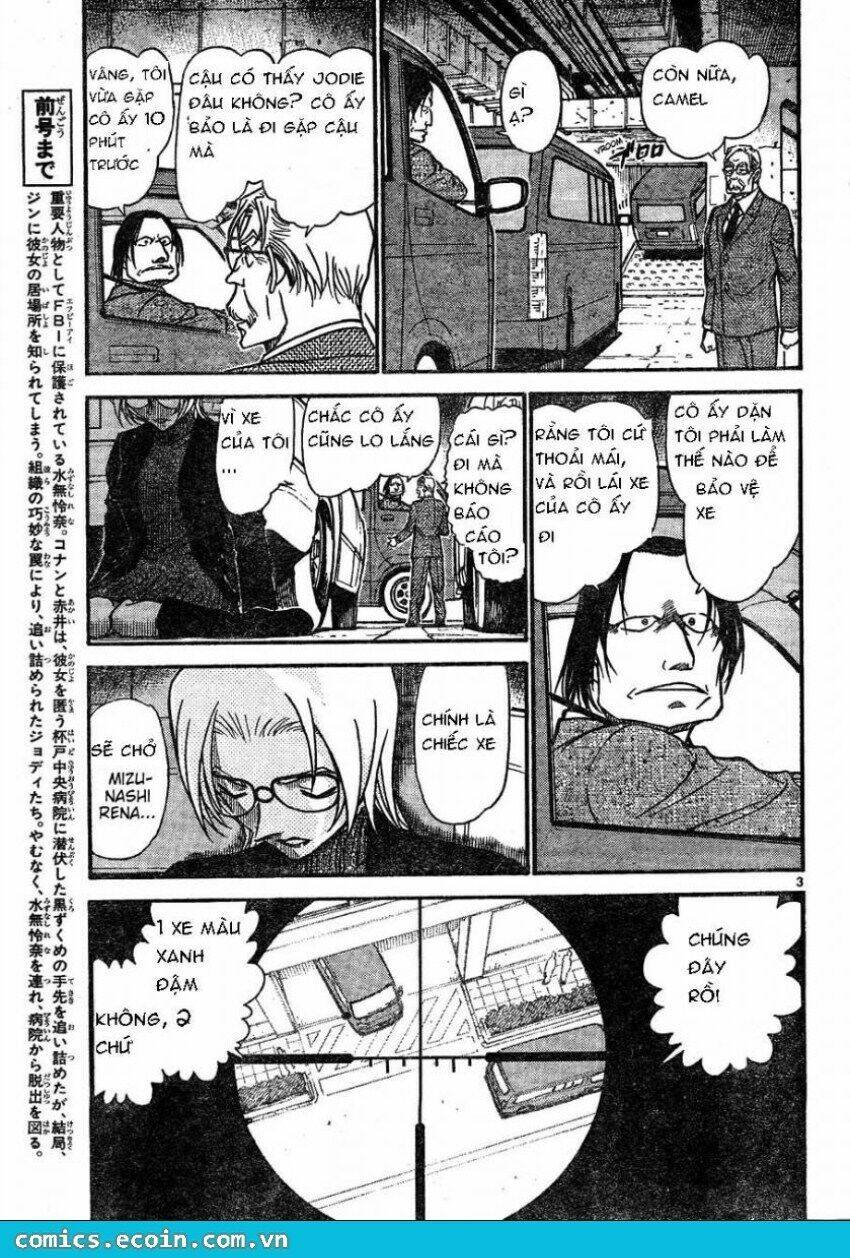 CÒN NỮA,
CAMEL
GÌ
Ạ?
VROOM
ブロロ
CẬU CÓ THẤY JODIE
ĐÂU KHÔNG? CÔ ẤY
BẢO LÀ ĐI GẶP CẬU
MÀ
VÂNG, TÔI
VỪA GẶP
CÔ ẤY 10
PHÚT
TRƯỚC
CÔ ẤY DẶN
TÔI PHẢI LÀM
THẾ NÀO ĐỂ
BẢO VỆ
XE
RẰNG TÔI CỨ
THOẢI MÁI,
VÀ RỒI LÁI XE
CỦA CÔ ẤY
ĐI
CÁI GÌ?
ĐI MÀ
KHÔNG
BÁO
CÁO
TÔI?
CHẮC CÔ ẤY
CŨNG LO LẮNG
VÌ XE
CỦA TÔI
...
CHÍNH LÀ
CHIẾC XE
SẼ CHỞ
MIZU-
NASHI
RENA...
3
CHÚNG
ĐÂY
RỒI
1 XE MÀU
XANH
ĐẬM
KHÔNG, 2
CHỨ
前号まで
重要人物としてFBIに保護されている水無怜奈。コナンと赤井は、彼女を匿う杯戸中央病院に潜伏した黒ずくめの手先を追い詰めたが、結局、
ジンに彼女の居場所を知られてしまう。組織の巧妙な罠により、追い詰められたジョディたち。やむなく、水無怜奈を連れ、病院から脱出を図る。
comics.ecoin.com.vn